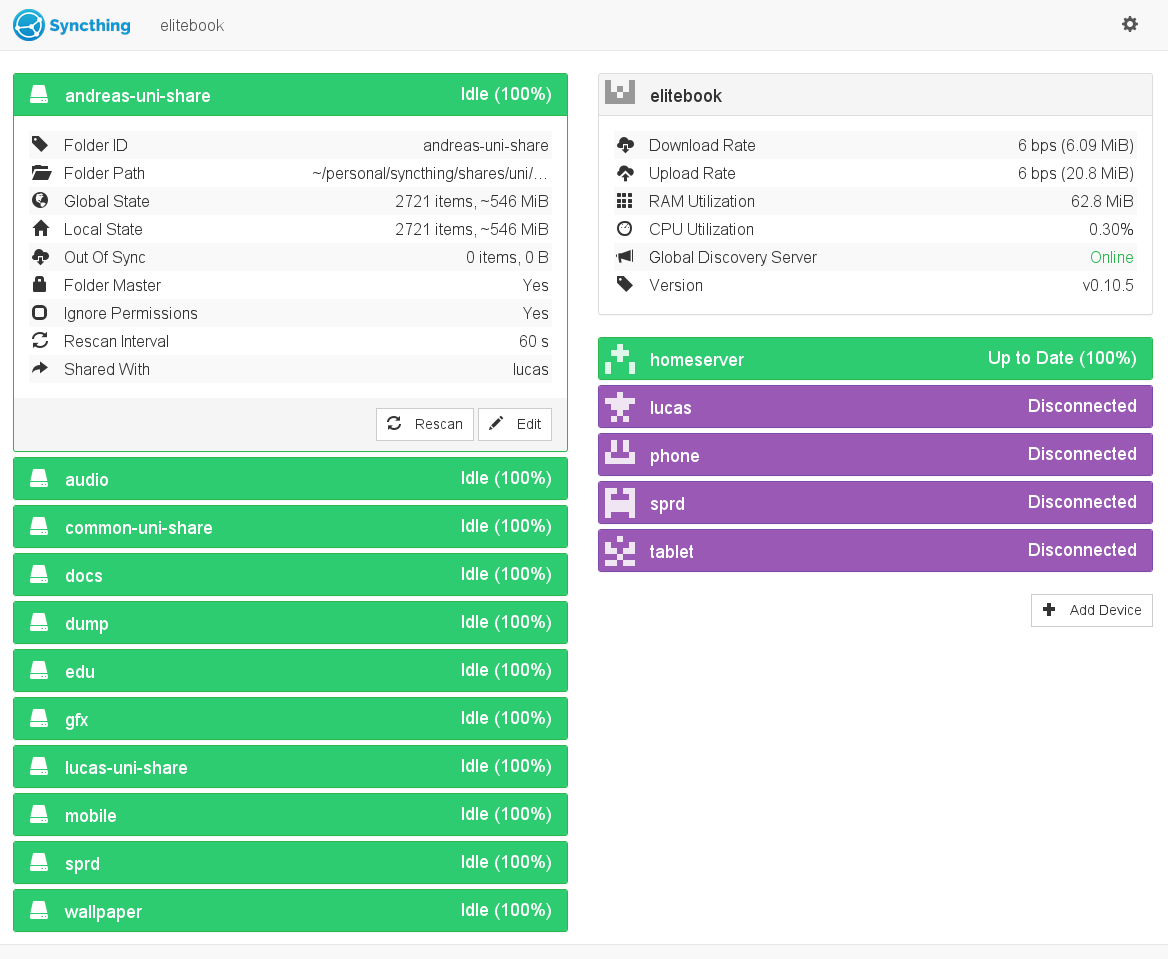 Syncthing elitebook
andreas-uni-share Idle (100%)
Folder ID andreas-uni-share
Folder Path ~/personal/syncthing/shares/uni/...
Global State 2721 items, ~546 MiB
Local State 2721 items, ~546 MiB
Out Of Sync 0 items, 0 B
Folder Master Yes
Ignore Permissions Yes
Rescan Interval 60 s
Shared With lucas
Rescan Edit
audio Idle (100%)
common-uni-share Idle (100%)
docs Idle (100%)
dump Idle (100%)
edu Idle (100%)
gfx Idle (100%)
lucas-uni-share Idle (100%)
mobile Idle (100%)
sprd Idle (100%)
wallpaper Idle (100%)
elitebook
Download Rate 6 bps (6.09 MiB)
Upload Rate 6 bps (20.8 MiB)
RAM Utilization 62.8 MiB
CPU Utilization 0.30%
Global Discovery Server Online
Version v0.10.5
homeserver Up to Date (100%)
lucas Disconnected
phone Disconnected
sprd Disconnected
tablet Disconnected
Add Device